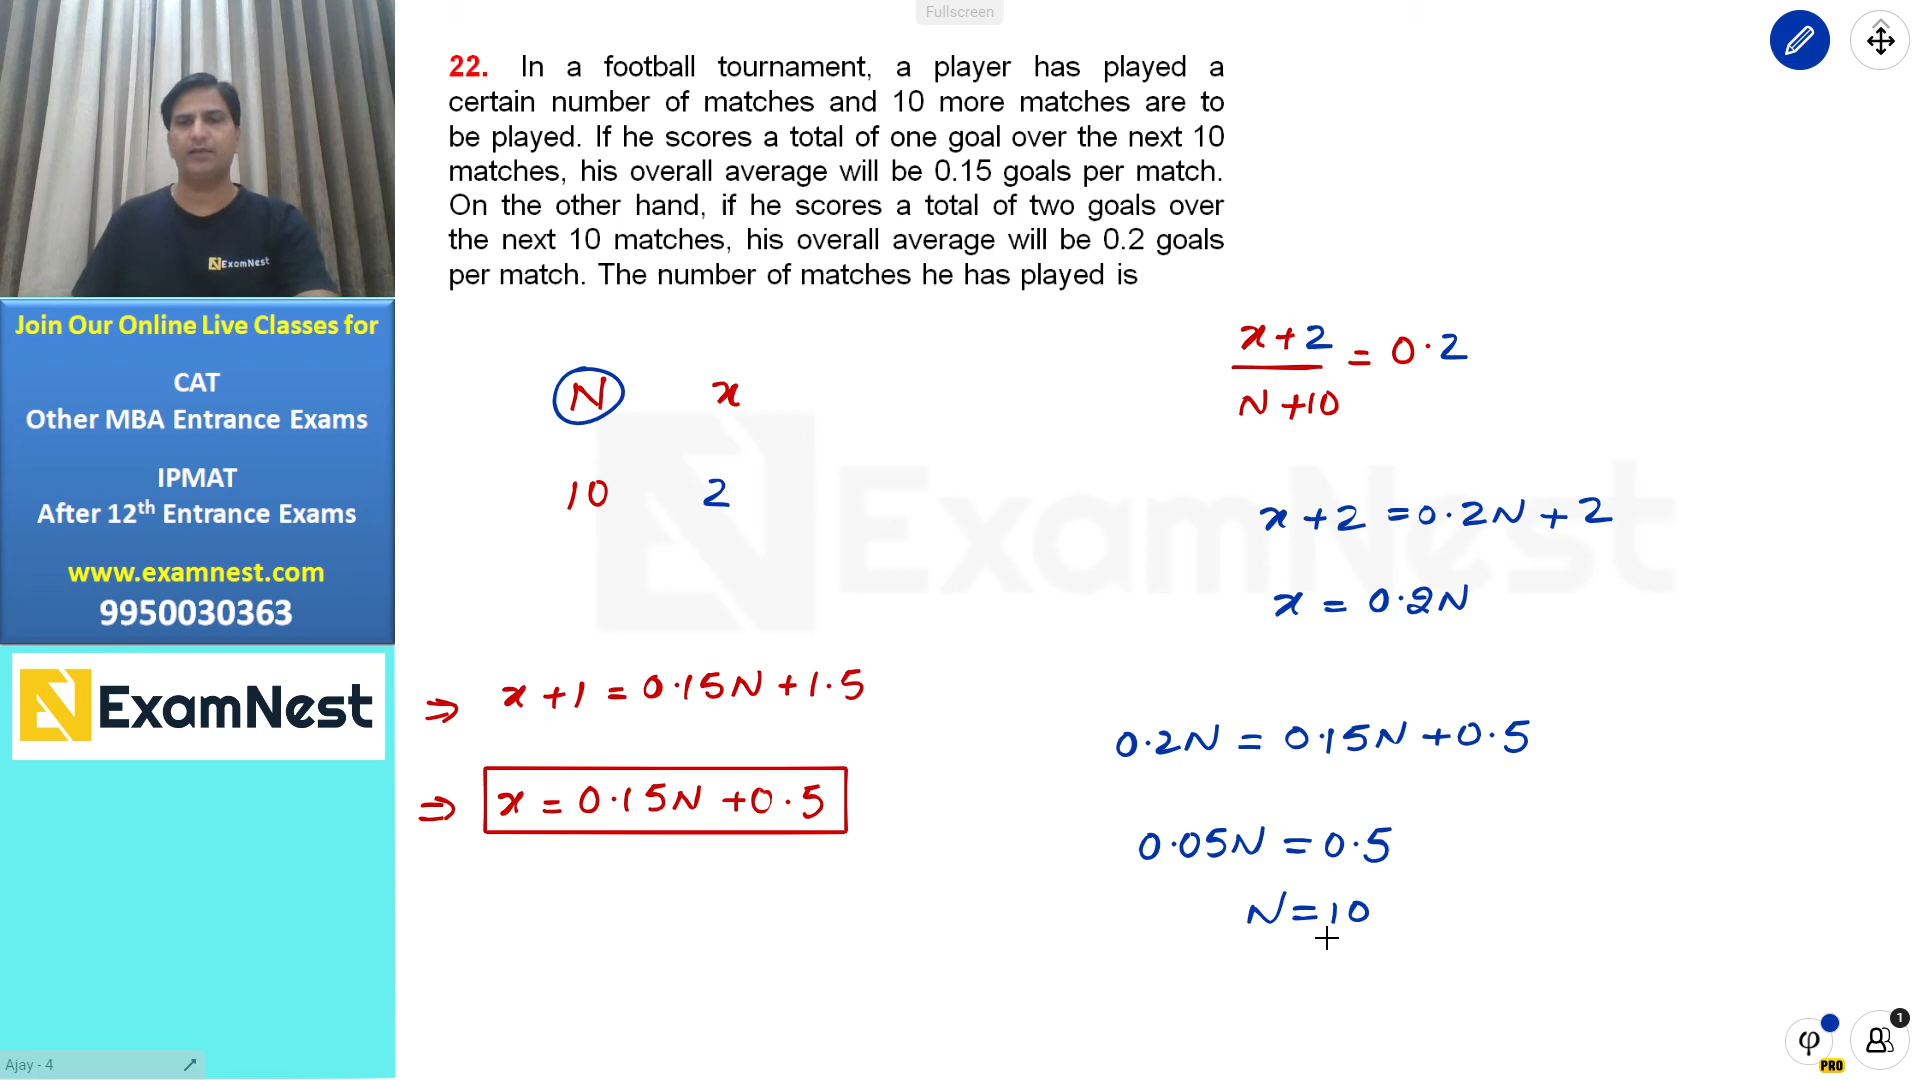 Fullscreen
22. In a football tournament, a player has played a
certain number of matches and 10 more matches are to
be played. If he scores a total of one goal over the next 10
matches, his overall average will be 0.15 goals per match.
On the other hand, if he scores a total of two goals over
the next 10 matches, his overall average will be 0.2 goals
per match. The number of matches he has played is
ExamNest
Join Our Online Live Classes for
CAT
Other MBA Entrance Exams
IPMAT
After 12th Entrance Exams
www.examnest.com
9950030363
ExamNest
N x
10 2
⇒ x + 1 = 0.15N + 1.5
⇒ x = 0.15N + 0.5
x + 2
N + 10
= 0.2
x + 2 = 0.2N + 2
x = 0.2N
0.2N = 0.15N + 0.5
0.05N = 0.5
N = 10
ExamNest
Ajay - 4
φ
PRO
1